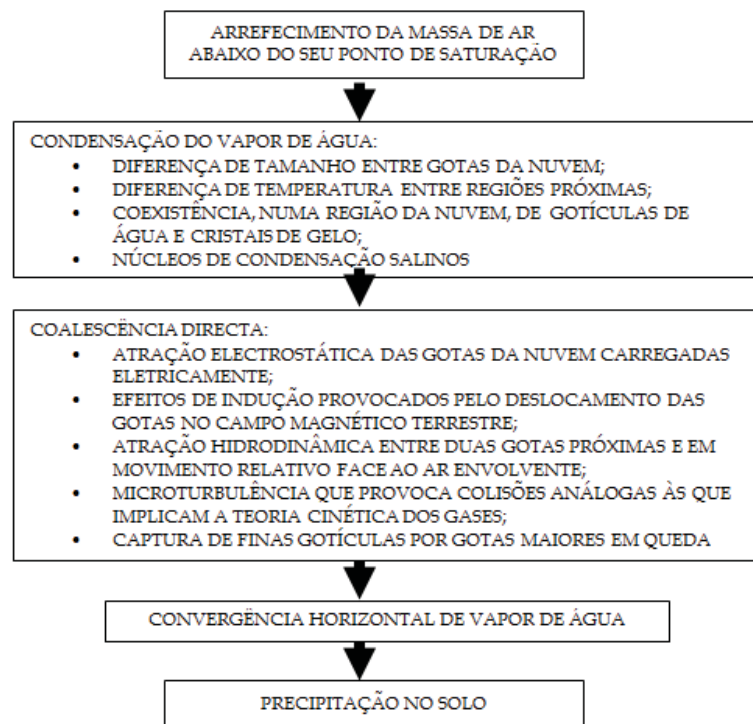 ARREFECIMENTO DA MASSA DE AR
ABAIXO DO SEU PONTO DE SATURAÇÃO
CONDENSAÇÃO DO VAPOR DE ÁGUA:
• DIFERENÇA DE TAMANHO ENTRE GOTAS DA NUVEM;
• DIFERENÇA DE TEMPERATURA ENTRE REGIÕES PRÓXIMAS;
• COEXISTÊNCIA, NUMA REGIÃO DA NUVEM, DE GOTÍCULAS DE
ÁGUA E CRISTAIS DE GELO;
• NÚCLEOS DE CONDENSAÇÃO SALINOS
COALESCÊNCIA DIRECTA:
• ATRAÇÃO ELECTROSTÁTICA DAS GOTAS DA NUVEM CARREGADAS
ELETRICAMENTE;
• EFEITOS DE INDUÇÃO PROVOCADOS PELO DESLOCAMENTO DAS
GOTAS NO CAMPO MAGNÉTICO TERRESTRE;
• ATRAÇÃO HIDRODINÂMICA ENTRE DUAS GOTAS PRÓXIMAS E EM
MOVIMENTO RELATIVO FACE AO AR ENVOLVENTE;
• MICROTURBULÊNCIA QUE PROVOCA COLISÕES ANÁLOGAS ÀS QUE
IMPLICAM A TEORIA CINÉTICA DOS GASES;
• CAPTURA DE FINAS GOTÍCULAS POR GOTAS MAIORES EM QUEDA
CONVERGÊNCIA HORIZONTAL DE VAPOR DE ÁGUA
PRECIPITAÇÃO NO SOLO